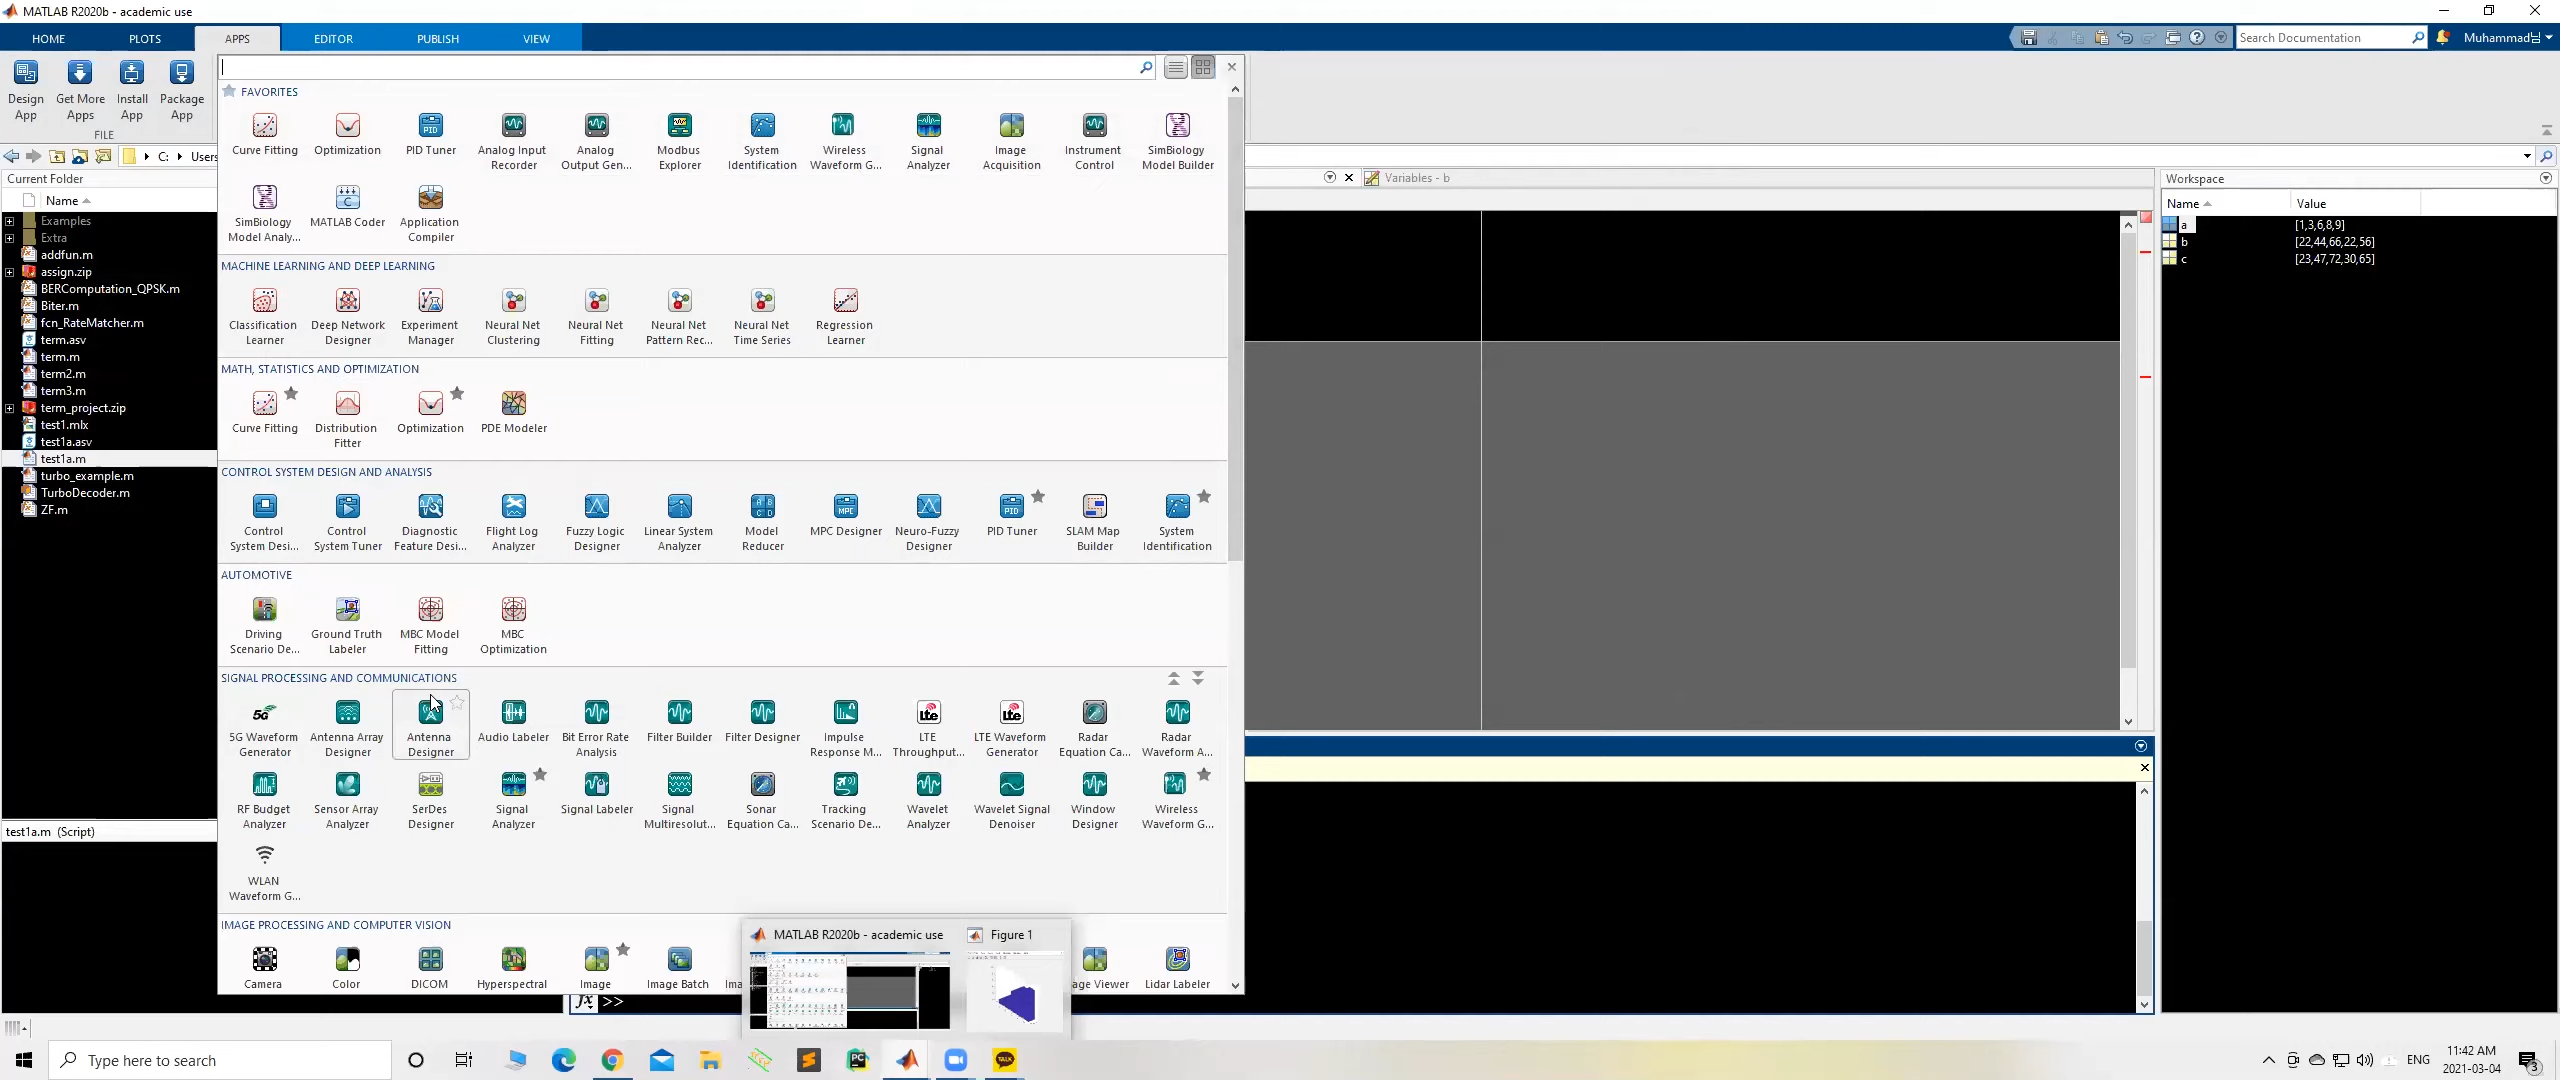 MATLAB R2020b - academic use
HOME PLOTS APPS EDITOR PUBLISH VIEW
Search Documentation
Muhammad님
Design App
Get More Apps
Install App
Package App
FILE
C: Users
Current Folder
Name
Examples
Extra
addfun.m
assign.zip
BERComputation_QPSK.m
Biter.m
fcn_RateMatcher.m
term.asv
term.m
term2.m
term3.m
term_project.zip
test1.mlx
test1a.asv
test1a.m
turbo_example.m
TurboDecoder.m
ZF.m
test1a.m (Script)
FAVORITES
Curve Fitting
Optimization
PID Tuner
Analog Input Recorder
Analog Output Gen...
Modbus Explorer
System Identification
Wireless Waveform G...
Signal Analyzer
Image Acquisition
Instrument Control
SimBiology Model Builder
SimBiology Model Analy...
MATLAB Coder
Application Compiler
MACHINE LEARNING AND DEEP LEARNING
Classification Learner
Deep Network Designer
Experiment Manager
Neural Net Clustering
Neural Net Fitting
Neural Net Pattern Rec...
Neural Net Time Series
Regression Learner
MATH, STATISTICS AND OPTIMIZATION
Curve Fitting
Distribution Fitter
Optimization
PDE Modeler
CONTROL SYSTEM DESIGN AND ANALYSIS
Control System Desi...
Control System Tuner
Diagnostic Feature Desi...
Flight Log Analyzer
Fuzzy Logic Designer
Linear System Analyzer
Model Reducer
MPC Designer
Neuro-Fuzzy Designer
PID Tuner
SLAM Map Builder
System Identification
AUTOMOTIVE
Driving Scenario De...
Ground Truth Labeler
MBC Model Fitting
MBC Optimization
SIGNAL PROCESSING AND COMMUNICATIONS
5G Waveform Generator
Antenna Array Designer
Antenna Designer
Audio Labeler
Bit Error Rate Analysis
Filter Builder
Filter Designer
Impulse Response M...
LTE Throughput...
LTE Waveform Generator
Radar Equation Ca...
Radar Waveform A...
RF Budget Analyzer
Sensor Array Analyzer
SerDes Designer
Signal Analyzer
Signal Labeler
Signal Multiresolut...
Sonar Equation Ca...
Tracking Scenario De...
Wavelet Analyzer
Wavelet Signal Denoiser
Window Designer
Wireless Waveform G...
WLAN Waveform G...
IMAGE PROCESSING AND COMPUTER VISION
Camera
Color
DICOM
Hyperspectral
Image
Image Batch
Ima
age Viewer
Lidar Labeler
MATLAB R2020b - academic use
Figure 1
fx >>
Variables - b
Workspace
Name Value
a [1,3,6,8,9]
b [22,44,66,22,56]
c [23,47,72,30,65]
Type here to search
ENG
11:42 AM
2021-03-04
3